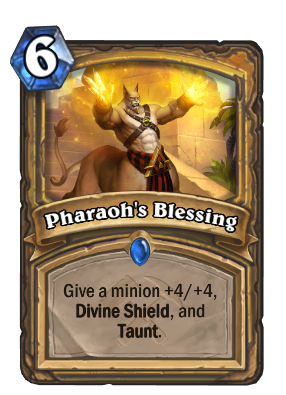 6
Pharaoh's Blessing
Give a minion +4/+4,
Divine Shield, and
Taunt.